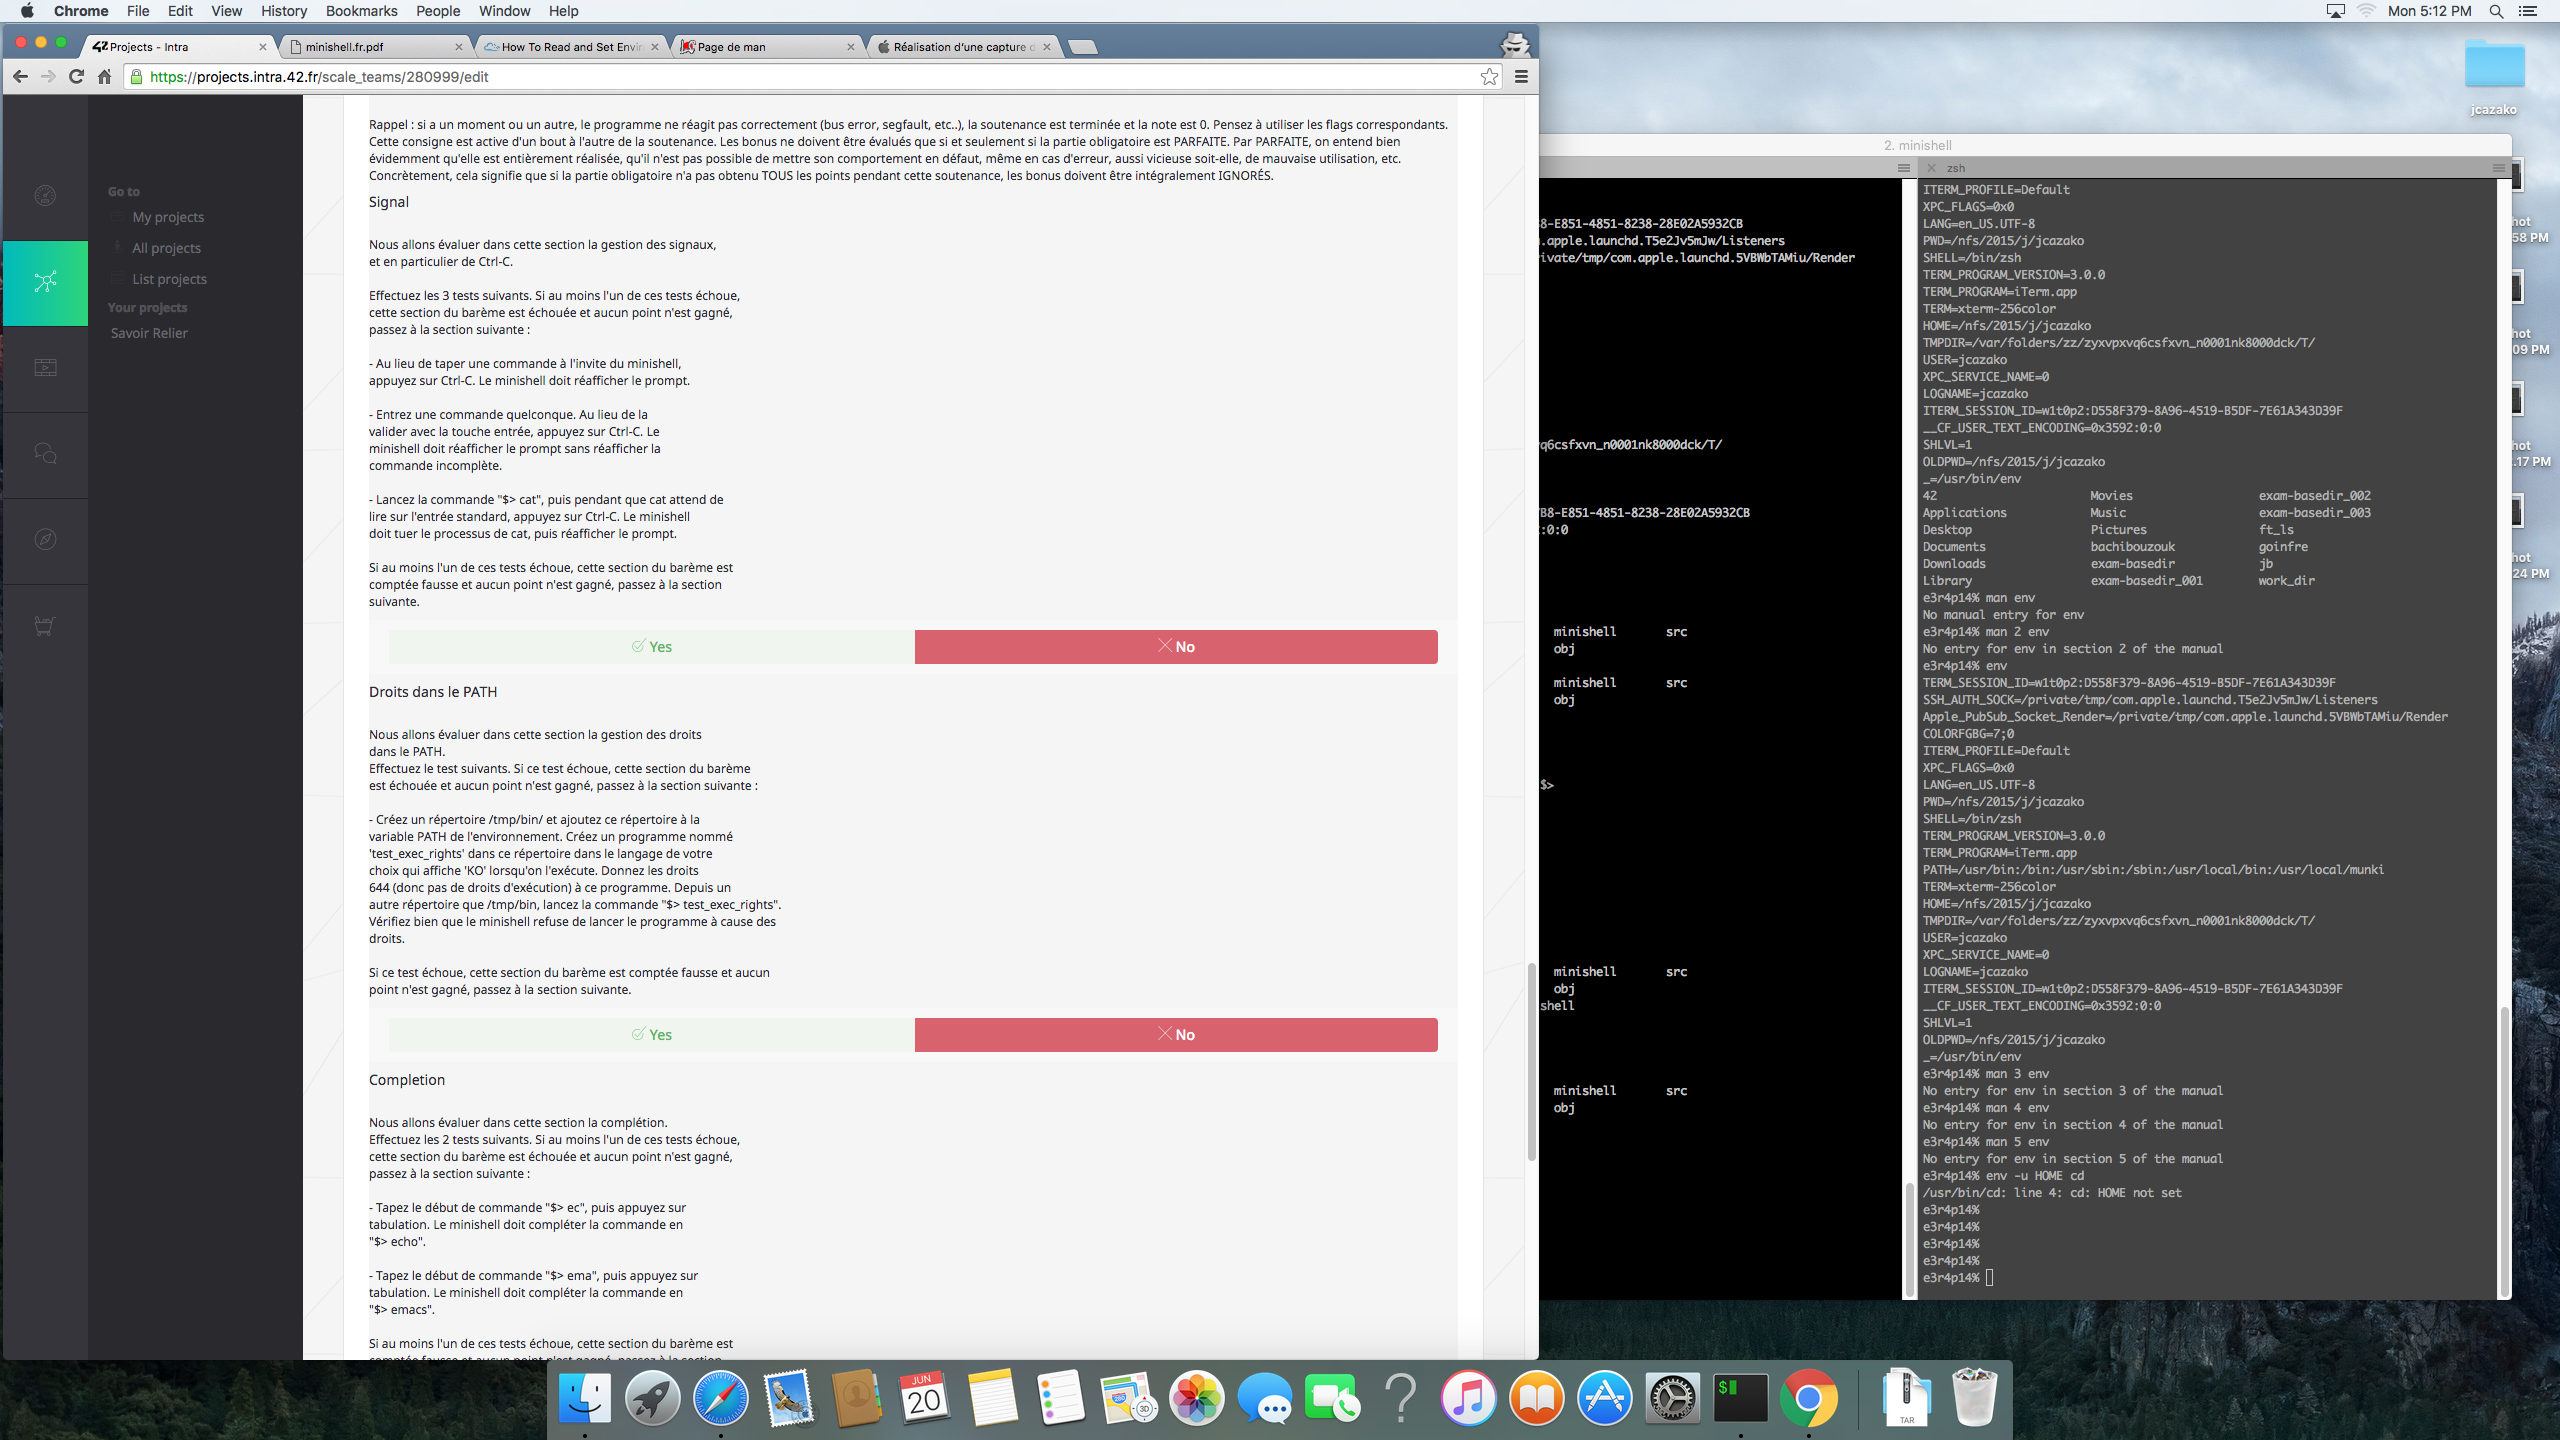 Chrome File Edit View History Bookmarks People Window Help
Mon 5:12 PM
Projects - Intra
minishell.fr.pdf
How To Read and Set Envir
Page de man
Réalisation d'une capture d
https://projects.intra.42.fr/scale_teams/280999/edit
Go to
My projects
All projects
List projects
Your projects
Savoir Relier
Rappel : si a un moment ou un autre, le programme ne réagit pas correctement (bus error, segfault, etc..), la soutenance est terminée et la note est 0. Pensez à utiliser les flags correspondants.
Cette consigne est active d'un bout à l'autre de la soutenance. Les bonus ne doivent être évalués que si et seulement si la partie obligatoire est PARFAITE. Par PARFAITE, on entend bien
évidemment qu'elle est entièrement réalisée, qu'il n'est pas possible de mettre son comportement en défaut, même en cas d'erreur, aussi vicieuse soit-elle, de mauvaise utilisation, etc.
Concrètement, cela signifie que si la partie obligatoire n'a pas obtenu TOUS les points pendant cette soutenance, les bonus doivent être intégralement IGNORÉS.
Signal
Nous allons évaluer dans cette section la gestion des signaux,
et en particulier de Ctrl-C.
Effectuez les 3 tests suivants. Si au moins l'un de ces tests échoue,
cette section du barème est échouée et aucun point n'est gagné,
passez à la section suivante :
- Au lieu de taper une commande à l'invite du minishell,
appuyez sur Ctrl-C. Le minishell doit réafficher le prompt.
- Entrez une commande quelconque. Au lieu de la
valider avec la touche entrée, appuyez sur Ctrl-C. Le
minishell doit réafficher le prompt sans réafficher la
commande incomplète.
- Lancez la commande "$> cat", puis pendant que cat attend de
lire sur l'entrée standard, appuyez sur Ctrl-C. Le minishell
doit tuer le processus de cat, puis réafficher le prompt.
Si au moins l'un de ces tests échoue, cette section du barème est
comptée fausse et aucun point n'est gagné, passez à la section
suivante.
Yes
No
Droits dans le PATH
Nous allons évaluer dans cette section la gestion des droits
dans le PATH.
Effectuez le test suivants. Si ce test échoue, cette section du barème
est échouée et aucun point n'est gagné, passez à la section suivante :
- Créez un répertoire /tmp/bin/ et ajoutez ce répertoire à la
variable PATH de l'environnement. Créez un programme nommé
'test_exec_rights' dans ce répertoire dans le langage de votre
choix qui affiche 'KO' lorsqu'on l'exécute. Donnez les droits
644 (donc pas de droits d'exécution) à ce programme. Depuis un
autre répertoire que /tmp/bin, lancez la commande "$> test_exec_rights".
Vérifiez bien que le minishell refuse de lancer le programme à cause des
droits.
Si ce test échoue, cette section du barème est comptée fausse et aucun
point n'est gagné, passez à la section suivante.
Yes
No
Completion
Nous allons évaluer dans cette section la complétion.
Effectuez les 2 tests suivants. Si au moins l'un de ces tests échoue,
cette section du barème est échouée et aucun point n'est gagné,
passez à la section suivante :
- Tapez le début de commande "$> ec", puis appuyez sur
tabulation. Le minishell doit compléter la commande en
"$> echo".
- Tapez le début de commande "$> ema", puis appuyez sur
tabulation. Le minishell doit compléter la commande en
"$> emacs".
Si au moins l'un de ces tests échoue, cette section du barème est
2. minishell
8-E851-4851-8238-28E02A5932CB
.apple.launchd.T5e2Jv5mJw/Listeners
ivate/tmp/com.apple.launchd.5VBWbTAMiu/Render
q6csfxvn_n0001nk8000dck/T/
B8-E851-4851-8238-28E02A5932CB
:0:0
minishell src
obj
minishell src
obj
$>
minishell src
obj
shell
minishell src
obj
zsh
ITERM_PROFILE=Default
XPC_FLAGS=0x0
LANG=en_US.UTF-8
PWD=/nfs/2015/j/jcazako
SHELL=/bin/zsh
TERM_PROGRAM_VERSION=3.0.0
TERM_PROGRAM=iTerm.app
TERM=xterm-256color
HOME=/nfs/2015/j/jcazako
TMPDIR=/var/folders/zz/zyxvpxvq6csfxvn_n0001nk8000dck/T/
USER=jcazako
XPC_SERVICE_NAME=0
LOGNAME=jcazako
ITERM_SESSION_ID=w1t0p2:D558F379-8A96-4519-B5DF-7E61A343D39F
__CF_USER_TEXT_ENCODING=0x3592:0:0
SHLVL=1
OLDPWD=/nfs/2015/j/jcazako
_=/usr/bin/env
42 Movies exam-basedir_002
Applications Music exam-basedir_003
Desktop Pictures ft_ls
Documents bachibouzouk goinfre
Downloads exam-basedir jb
Library exam-basedir_001 work_dir
e3r4p14% man env
No manual entry for env
e3r4p14% man 2 env
No entry for env in section 2 of the manual
e3r4p14% env
TERM_SESSION_ID=w1t0p2:D558F379-8A96-4519-B5DF-7E61A343D39F
SSH_AUTH_SOCK=/private/tmp/com.apple.launchd.T5e2Jv5mJw/Listeners
Apple_PubSub_Socket_Render=/private/tmp/com.apple.launchd.5VBWbTAMiu/Render
COLORFGBG=7;0
ITERM_PROFILE=Default
XPC_FLAGS=0x0
LANG=en_US.UTF-8
PWD=/nfs/2015/j/jcazako
SHELL=/bin/zsh
TERM_PROGRAM_VERSION=3.0.0
TERM_PROGRAM=iTerm.app
PATH=/usr/bin:/bin:/usr/sbin:/sbin:/usr/local/bin:/usr/local/munki
TERM=xterm-256color
HOME=/nfs/2015/j/jcazako
TMPDIR=/var/folders/zz/zyxvpxvq6csfxvn_n0001nk8000dck/T/
USER=jcazako
XPC_SERVICE_NAME=0
LOGNAME=jcazako
ITERM_SESSION_ID=w1t0p2:D558F379-8A96-4519-B5DF-7E61A343D39F
__CF_USER_TEXT_ENCODING=0x3592:0:0
SHLVL=1
OLDPWD=/nfs/2015/j/jcazako
_=/usr/bin/env
e3r4p14% man 3 env
No entry for env in section 3 of the manual
e3r4p14% man 4 env
No entry for env in section 4 of the manual
e3r4p14% man 5 env
No entry for env in section 5 of the manual
e3r4p14% env -u HOME cd
/usr/bin/cd: line 4: cd: HOME not set
e3r4p14%
e3r4p14%
e3r4p14%
e3r4p14%
e3r4p14%
jcazako
hot
58 PM
hot
09 PM
hot
.17 PM
hot
24 PM
JUN
20
3D
$
TAR